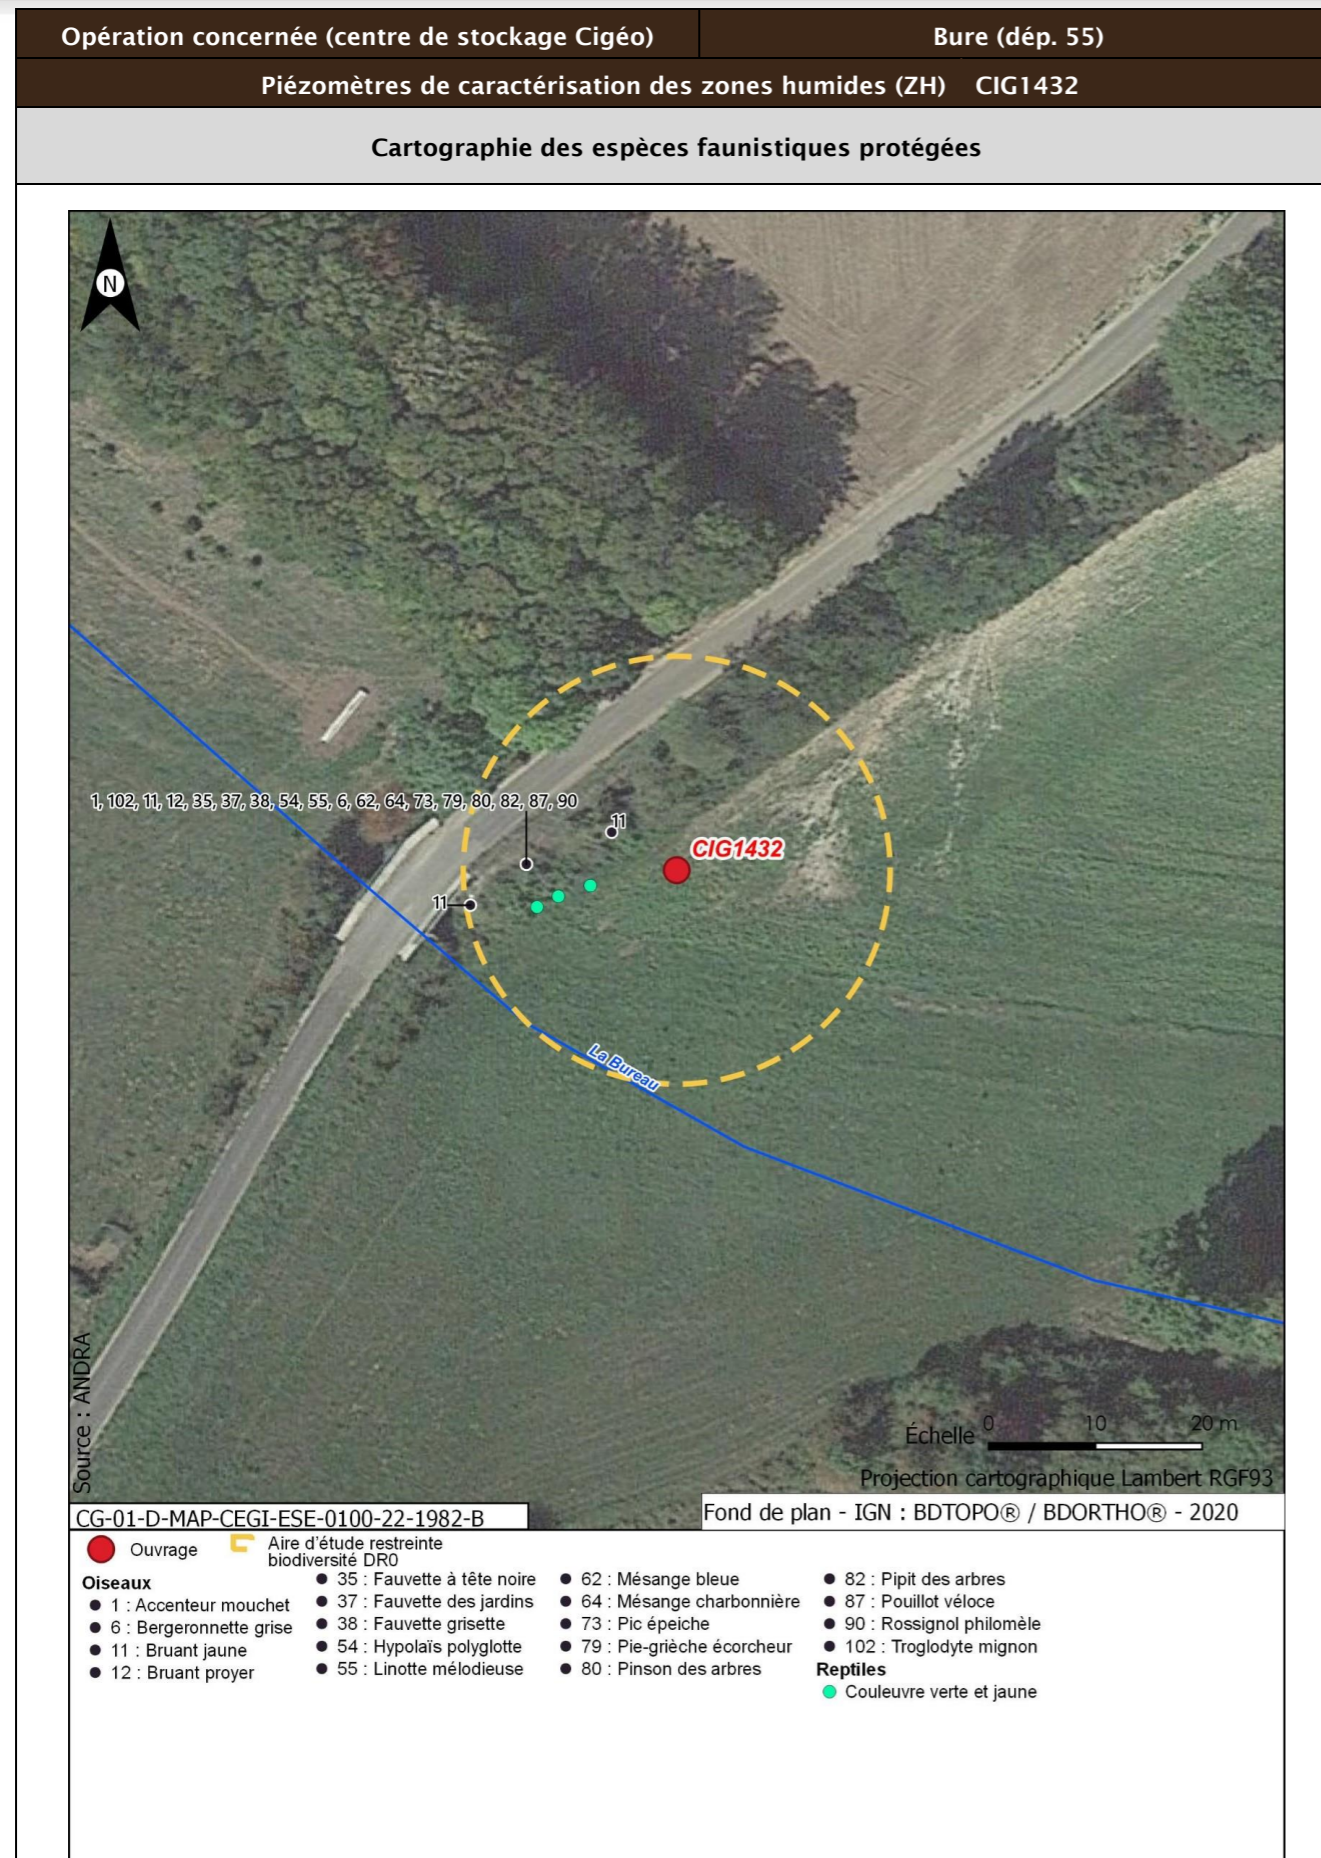 Opération concernée (centre de stockage Cigéo) Bure (dép. 55)
Piézomètres de caractérisation des zones humides (ZH) CIG1432
Cartographie des espèces faunistiques protégées
N
1, 102, 11, 12, 35, 37, 38, 54, 55, 6, 62, 64, 73, 79, 80, 82, 87, 90
11
CIG1432
11
La Bureau
Source : ANDRA
Échelle 0 10 20 m
Projection cartographique Lambert RGF93
CG-01-D-MAP-CEGI-ESE-0100-22-1982-B
Fond de plan - IGN : BDTOPO® / BDORTHO® - 2020
Ouvrage
Aire d'étude restreinte
biodiversité DR0
Oiseaux
1 : Accenteur mouchet
6 : Bergeronnette grise
11 : Bruant jaune
12 : Bruant proyer
35 : Fauvette à tête noire
37 : Fauvette des jardins
38 : Fauvette grisette
54 : Hypolaïs polyglotte
55 : Linotte mélodieuse
62 : Mésange bleue
64 : Mésange charbonnière
73 : Pic épeiche
79 : Pie-grièche écorcheur
80 : Pinson des arbres
82 : Pipit des arbres
87 : Pouillot véloce
90 : Rossignol philomèle
102 : Troglodyte mignon
Reptiles
Couleuvre verte et jaune